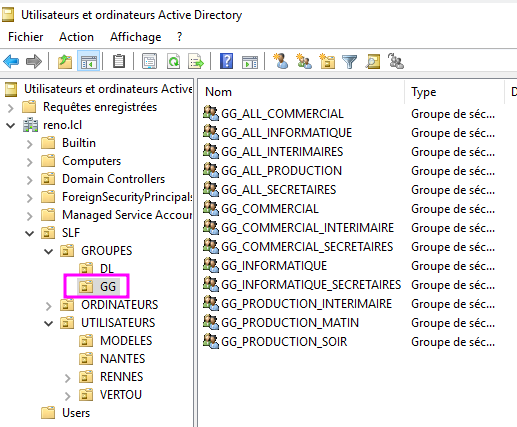 Utilisateurs et ordinateurs Active Directory
Fichier Action Affichage ?
Utilisateurs et ordinateurs Active
Requêtes enregistrées
reno.lcl
Builtin
Computers
Domain Controllers
ForeignSecurityPrincipals
Managed Service Accour
SLF
GROUPES
DL
GG
ORDINATEURS
UTILISATEURS
MODELES
NANTES
RENNES
VERTOU
Users
Nom Type D
GG_ALL_COMMERCIAL Groupe de séc...
GG_ALL_INFORMATIQUE Groupe de séc...
GG_ALL_INTERIMAIRES Groupe de séc...
GG_ALL_PRODUCTION Groupe de séc...
GG_ALL_SECRETAIRES Groupe de séc...
GG_COMMERCIAL Groupe de séc...
GG_COMMERCIAL_INTERIMAIRE Groupe de séc...
GG_COMMERCIAL_SECRETAIRES Groupe de séc...
GG_INFORMATIQUE Groupe de séc...
GG_INFORMATIQUE_SECRETAIRES Groupe de séc...
GG_PRODUCTION_INTERIMAIRE Groupe de séc...
GG_PRODUCTION_MATIN Groupe de séc...
GG_PRODUCTION_SOIR Groupe de séc...